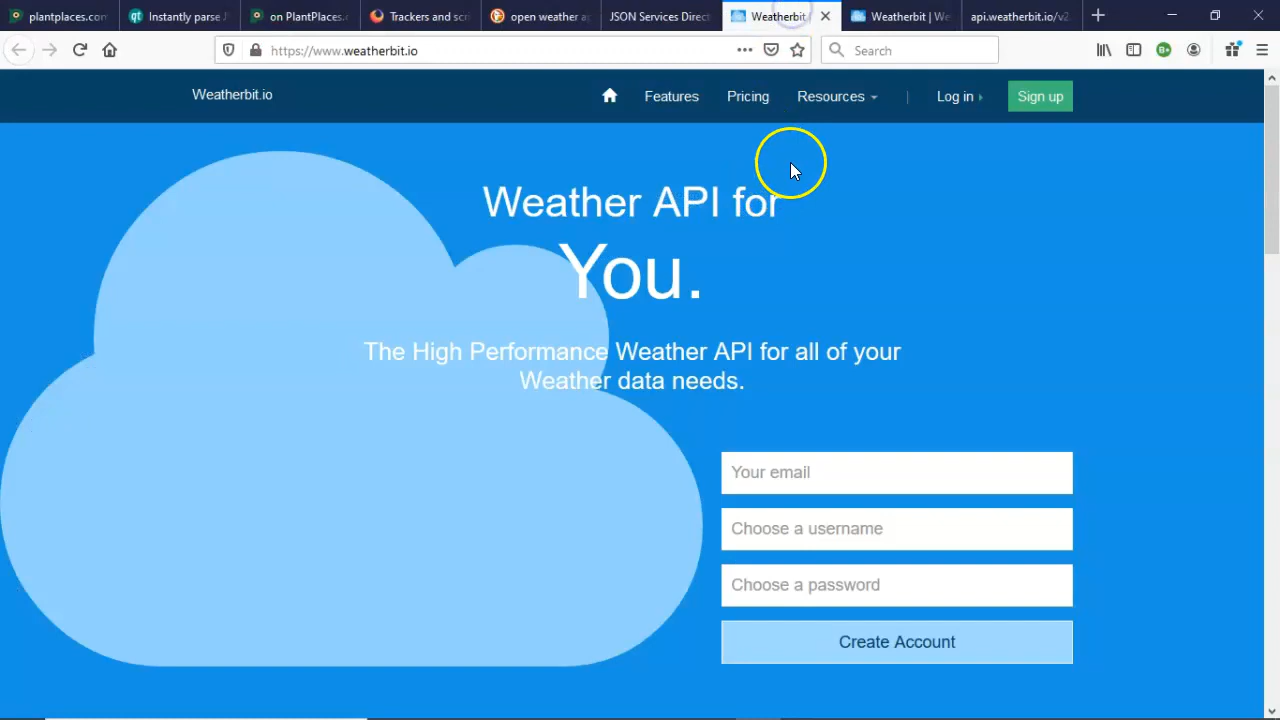 plantplaces.com
Instantly parse J
on PlantPlaces.c
Trackers and scr
open weather ap
JSON Services Direct
Weatherbit
Weatherbit | We
api.weatherbit.io/v2
https://www.weatherbit.io
Search
Weatherbit.io
Features
Pricing
Resources
|
Log in
Sign up
Weather API for
You.
The High Performance Weather API for all of your
Weather data needs.
Your email
Choose a username
Choose a password
Create Account